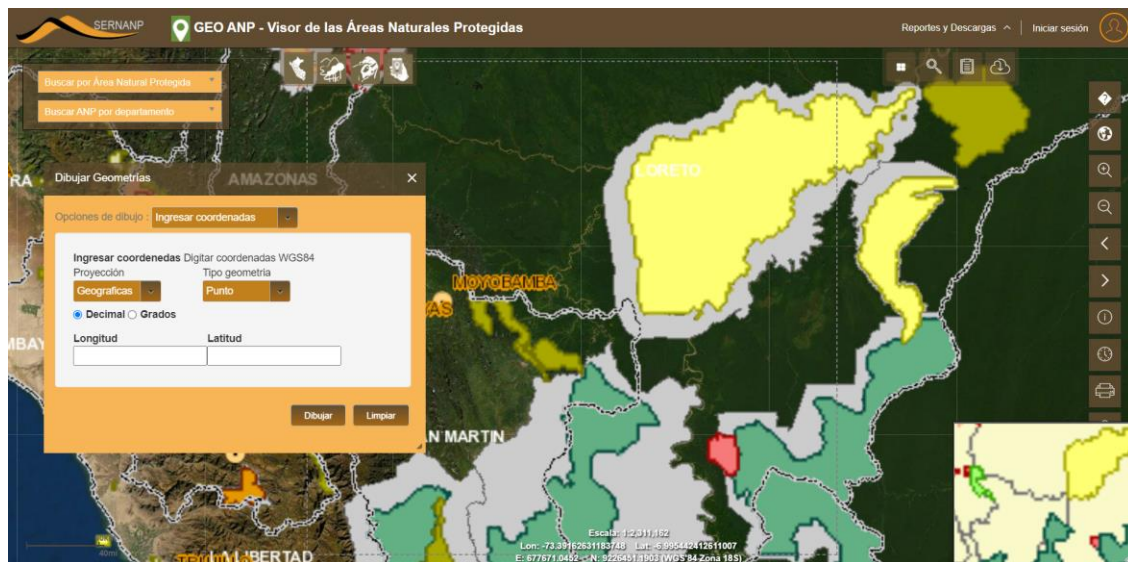 SERNANP
GEO ANP - Visor de las Áreas Naturales Protegidas
Reportes y Descargas
Iniciar sesión
Buscar por Área Natural Protegida
Buscar ANP por departamento
Dibujar Geometrías
Opciones de dibujo : Ingresar coordenadas
Ingresar coordenedas Digitar coordenadas WGS84
Proyección Tipo geometria
Geograficas Punto
Decimal Grados
Longitud Latitud
Dibujar Limpiar
AMAZONAS
LORETO
MOYOBAMBA
N MARTIN
LIBERTAD
40mi
Escala: 1:2,311,162
Lon: -73.39162631183748 Lat: -6.995442412611007
E: 677671.0452 - N: 9226451.1903 (WGS'84 Zona 18S)